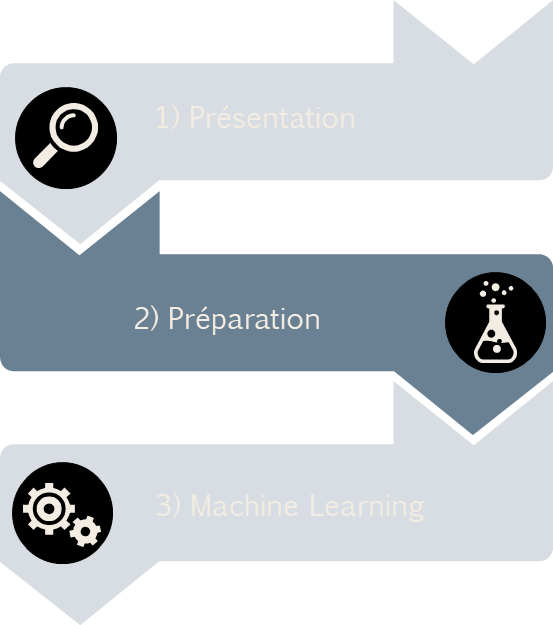 1) Présentation
2) Préparation
3) Machine Learning